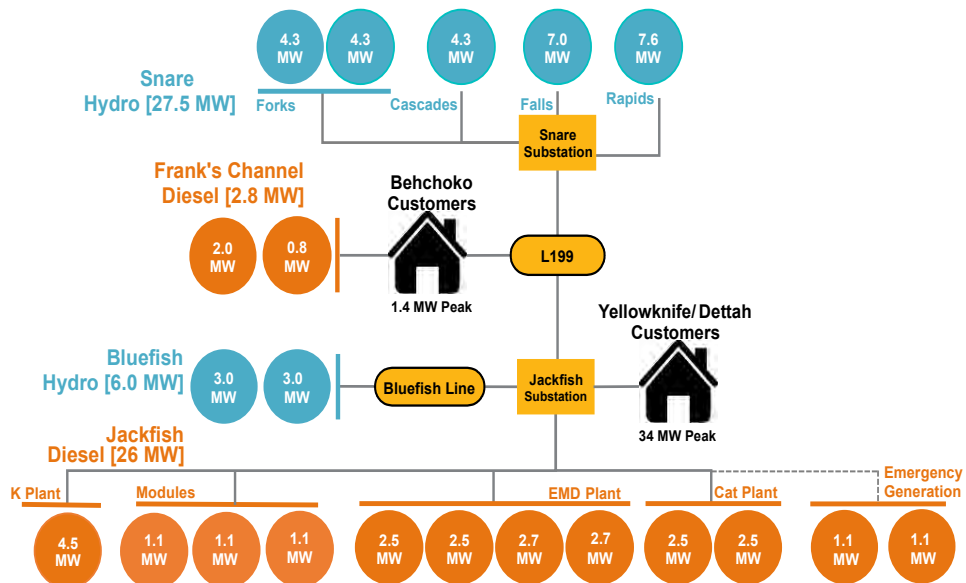 4.3
MW
4.3
MW
4.3
MW
7.0
MW
7.6
MW
Snare
Hydro [27.5 MW]
Forks
Cascades
Falls
Rapids
Snare
Substation
Frank's Channel
Diesel [2.8 MW]
Behchoko
Customers
2.0
MW
0.8
MW
L199
1.4 MW Peak
Yellowknife/ Dettah
Customers
Bluefish
Hydro [6.0 MW]
3.0
MW
3.0
MW
Bluefish Line
Jackfish
Substation
34 MW Peak
Jackfish
Diesel [26 MW]
K Plant
Modules
EMD Plant
Cat Plant
Emergency
Generation
4.5
MW
1.1
MW
1.1
MW
1.1
MW
2.5
MW
2.5
MW
2.7
MW
2.7
MW
2.5
MW
2.5
MW
1.1
MW
1.1
MW